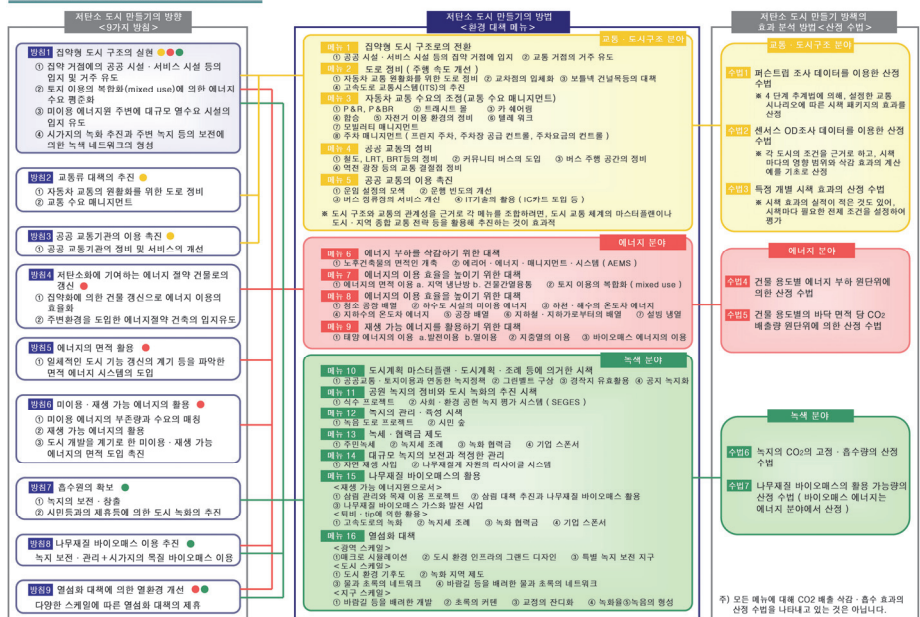 저탄소 도시 만들기의 방향
<9가지 방침>
방침1 집약형 도시 구조의 실현
① 집약 거점에의 공공 시설·서비스 시설 등의
입지 및 거주 유도
② 토지 이용의 복합화(mixed use)에 의한 에너지
수요 평준화
③ 미이용 에너지원 주변에 대규모 열수요 시설의
입지 유도
④ 시가지의 녹화 추진과 주변 녹지 등의 보전에
의한 녹색 네트워크의 형성
방침2 교통류 대책의 추진
① 자동차 교통의 원활화를 위한 도로 정비
② 교통 수요 매니지먼트
방침3 공공 교통기관의 이용 촉진
① 공공 교통기관의 정비 및 서비스의 개선
방침4 저탄소화에 기여하는 에너지 절약 건물로의
갱신
① 집약화에 의한 건물 갱신으로 에너지 이용의
효율화
② 주변환경을 도입한 에너지절약 건축의 입지유도
방침5 에너지의 면적 활용
① 일체적인 도시 기능 갱신의 계기 등을 파악한
면적 에너지 시스템의 도입
방침6 미이용·재생 가능 에너지의 활용
① 미이용 에너지의 부존량과 수요의 매칭
② 재생 가능 에너지의 활용
③ 도시 개발을 계기로 한 미이용·재생 가능
에너지의 면적 도입 촉진
방침7 흡수원의 확보
① 녹지의 보전·창출
② 시민등과의 제휴등에 의한 도시 녹화의 추진
방침8 나무재질 바이오매스 이용 추진
녹지 보전·관리+시가지의 목질 바이오매스 이용
방침9 열섬화 대책에 의한 열환경 개선
다양한 스케일에 따른 열섬화 대책의 제휴
저탄소 도시 만들기의 방법
<환경 대책 메뉴>
교통·도시구조 분야
메뉴 1 집약형 도시 구조로의 전환
① 공공 시설·서비스 시설 등의 집약 거점에 입지 ② 교통 거점의 거주 유도
메뉴 2 도로 정비 (주행 속도 개선)
① 자동차 교통 원활화를 위한 도로 정비 ② 교차점의 입체화 ③ 보틀넥 건널목등의 대책
④ 고속도로 교통시스템(ITS)의 추진
메뉴 3 자동차 교통 수요의 조정(교통 수요 매니지먼트)
① P&R, P&BR ② 트래시트 몰 ③ 카 쉐어링
④ 합승 ⑤ 자전거 이용 환경의 정비 ⑥ 텔레 워크
⑦ 모빌리티 매니지먼트
⑧ 주차 매니지먼트 (프린지 주차, 주차장 공급 컨트롤, 주차요금의 컨트롤)
메뉴 4 공공 교통의 정비
① 철도, LRT, BRT등의 정비 ② 커뮤니티 버스의 도입 ③ 버스 주행 공간의 정비
④ 역전 광장 등의 교통 결절점 정비
메뉴 5 공공 교통의 이용 촉진
① 운임 설정의 모색 ② 운행 빈도의 개선
③ 버스 정류장의 서비스 개선 ④ IT기술의 활용 (IC카드 도입 등)
※ 도시 구조와 교통의 관계성을 근거로 각 메뉴를 조합하려면, 도시 교통 체계의 마스터플랜이나
도시·지역 종합 교통 전략 등을 활용해 추진하는 것이 효과적
에너지 분야
메뉴 6 에너지 부하를 삭감하기 위한 대책
① 노후건축물의 면적인 개축 ② 에리어·에너지·매니지먼트·시스템 (AEMS)
메뉴 7 에너지의 이용 효율을 높이기 위한 대책
① 에너지의 면적 이용 a. 지역 냉난방 b. 건물간열융통 ② 토지 이용의 복합화 (mixed use)
메뉴 8 에너지의 이용 효율을 높이기 위한 대책
① 청소 공장 배열 ② 하수도 시설의 미이용 에너지 ③ 하천·해수의 온도차 에너지
④ 지하수의 온도차 에너지 ⑤ 공장 배열 ⑥ 지하철·지하가로부터의 배열 ⑦ 설빙 냉열
메뉴 9 재생 가능 에너지를 활용하기 위한 대책
① 태양 에너지의 이용 a.발전이용 b.열이용 ② 지중열의 이용 ③ 바이오매스 에너지의 이용
녹색 분야
메뉴 10 도시계획 마스터플랜·도시계획·조례 등에 의거한 시책
① 공공교통·토지이용과 연동한 녹지정책 ② 그린벨트 구상 ③ 경작지 유효활용 ④ 공지 녹지화
메뉴 11 공원 녹지의 정비와 도시 녹화의 추진 시책
① 식수 프로젝트 ② 사회·환경 공헌 녹지 평가 시스템 (SEGES)
메뉴 12 녹시의 관리·육성 시책
① 녹음 도로 프로젝트 ② 시민 숲
메뉴 13 녹세·협력금 제도
① 주민녹세 ② 녹지세 조례 ③ 녹화 협력금 ④ 기업 스폰서
메뉴 14 대규모 녹지의 보전과 적정한 관리
① 자연 재생 사업 ② 나무재질계 자원의 리사이클 시스템
메뉴 15 나무재질 바이오매스의 활용
<재생 가능 에너지원으로서>
① 삼림 관리와 목재 이용 프로젝트 ② 삼림 대책 추진과 나무재질 바이오매스 활용
③ 나무재질 바이오매스 가스화 발전 사업
<퇴비·tip에 의한 활용>
① 고속도로의 녹화 ② 녹지세 조례 ③ 녹화 협력금 ④ 기업 스폰서
메뉴 16 열섬화 대책
<광역 스케일>
①매크로 시뮬레이션 ② 도시 환경 인프라의 그랜드 디자인 ③ 특별 녹지 보전 지구
<도시 스케일>
① 도시 환경 기후도 ② 녹화 지역 제도
③ 물과 초록의 네트워크 ④ 바람길 등을 배려한 물과 초록의 네트워크
<지구 스케일>
① 바람길 등을 배려한 개발 ② 초록의 커텐 ③ 교정의 잔디화 ④ 녹화율⑤녹음의 형성
저탄소 도시 만들기 방책의
효과 분석 방법<산정 수법>
교통·도시구조 분야
수법1 퍼슨트립 조사 데이터를 이용한 산정
수법
※ 4 단계 추계법에 의해, 설정한 교통
시나리오에 따른 시책 패키지의 효과를
산정
수법2 센서스 OD조사 데이터를 이용한 산정
수법
※ 각 도시의 조건을 근거로 하고, 시책
마다의 영향 범위와 삭감 효과의 계산
예를 기초로 산정
수법3 특정 개별 시책 효과의 산정 수법
※ 시책 효과의 실적이 적은 것도 있어,
시책마다 필요한 전제 조건을 설정하여
평가
에너지 분야
수법4 건물 용도별 에너지 부하 원단위에
의한 산정 수법
수법5 건물 용도별의 바닥 면적 당 CO2
배출량 원단위에 의한 산정 수법
녹색 분야
수법6 녹지의 CO2의 고정·흡수량의 산정
수법
수법7 나무재질 바이오매스의 활용 가능량의
산정 수법 (바이오매스 에너지는
에너지 분야에서 산정)
주) 모든 메뉴에 대해 CO2 배출 삭감·흡수 효과의
산정 수법을 나타내고 있는 것은 아닙니다.